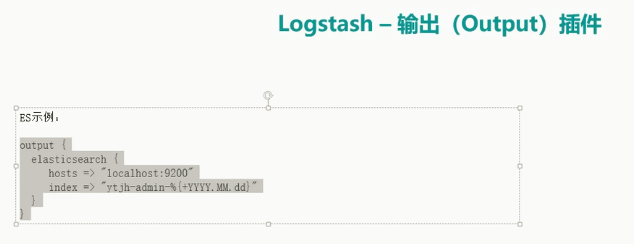 Logstash – 输出（Output）插件
ES示例：
output {
  elasticsearch {
     hosts => "localhost:9200"
     index => "ytjh-admin-%{+YYYY.MM.dd}"
  }
}